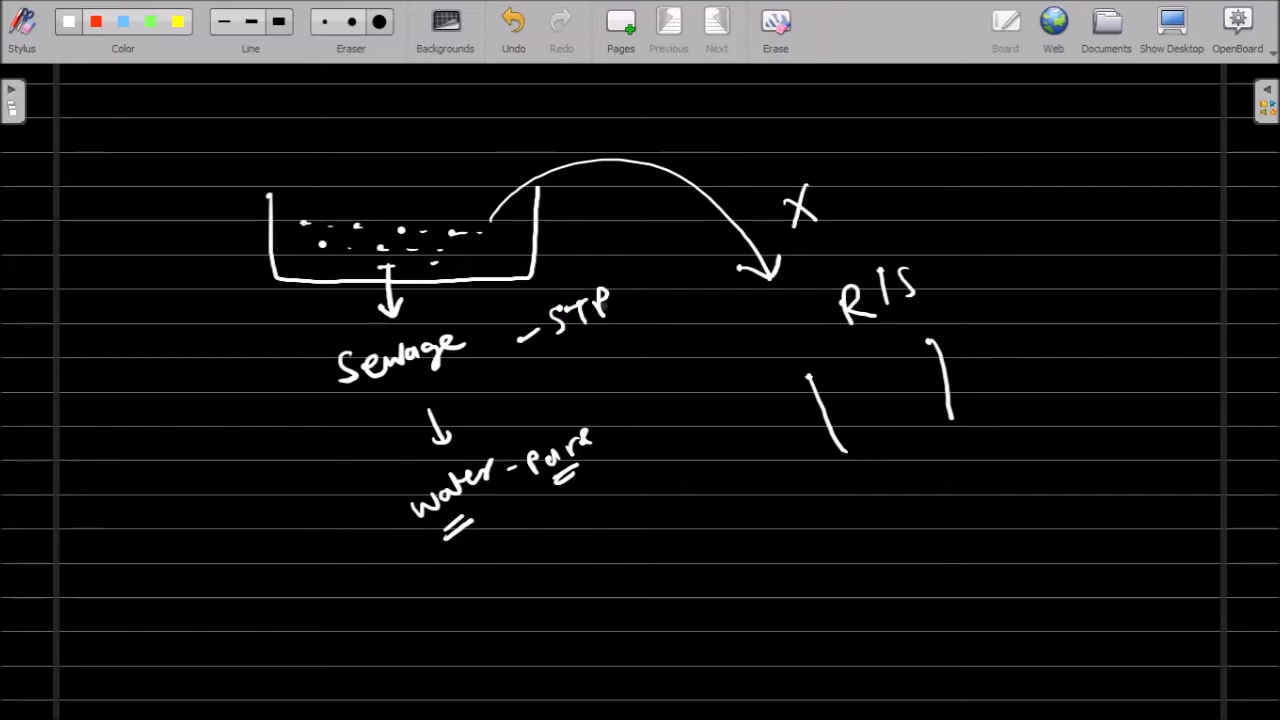 Stylus
Color
Line
Eraser
Backgrounds
Undo
Redo
Pages
Previous
Next
Erase
Board
Web
Documents
Show Desktop
OpenBoard
X
R/S
- STP
Sewage
water - pure